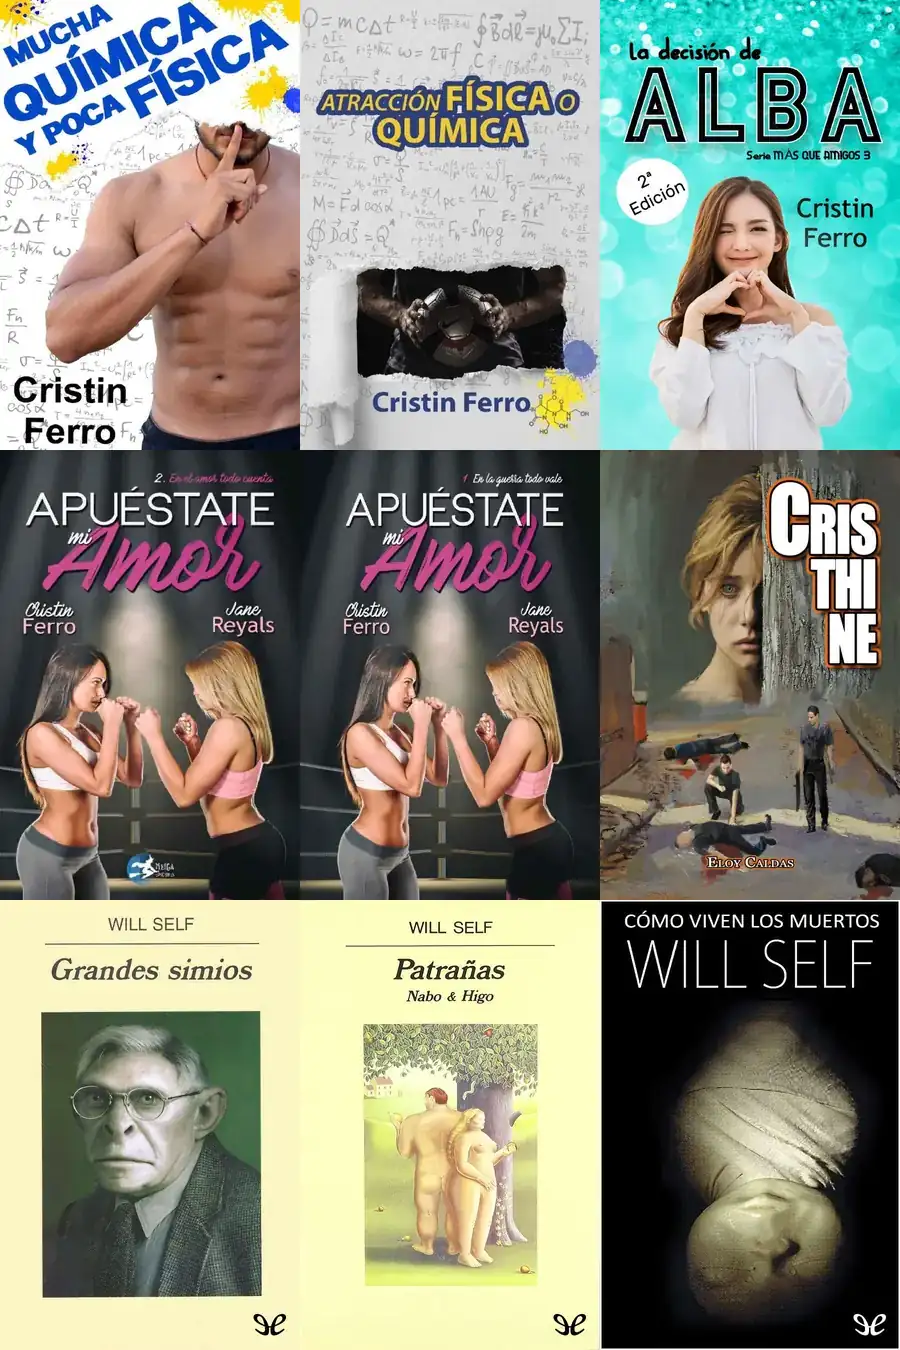 MUCHA
QUÍMICA
Y POCA FÍSICA
Cristin
Ferro
ATRACCIÓN FÍSICA O
QUÍMICA
Cristin Ferro
La decisión de
ALBA
Serie MÁS QUE AMIGOS 3
2ª
Edición
Cristin
Ferro
2. En el amor todo cuenta
APUÉSTATE
mi
Amor
Cristin
Ferro
Jane
Reyals
1 En la guerra todo vale
APUÉSTATE
mi
Amor
Cristin
Ferro
Jane
Reyals
CRIS
THI
NE
ELOY CALDAS
WILL SELF
Grandes simios
WILL SELF
Patrañas
Nabo & Higo
CÓMO VIVEN LOS MUERTOS
WILL SELF